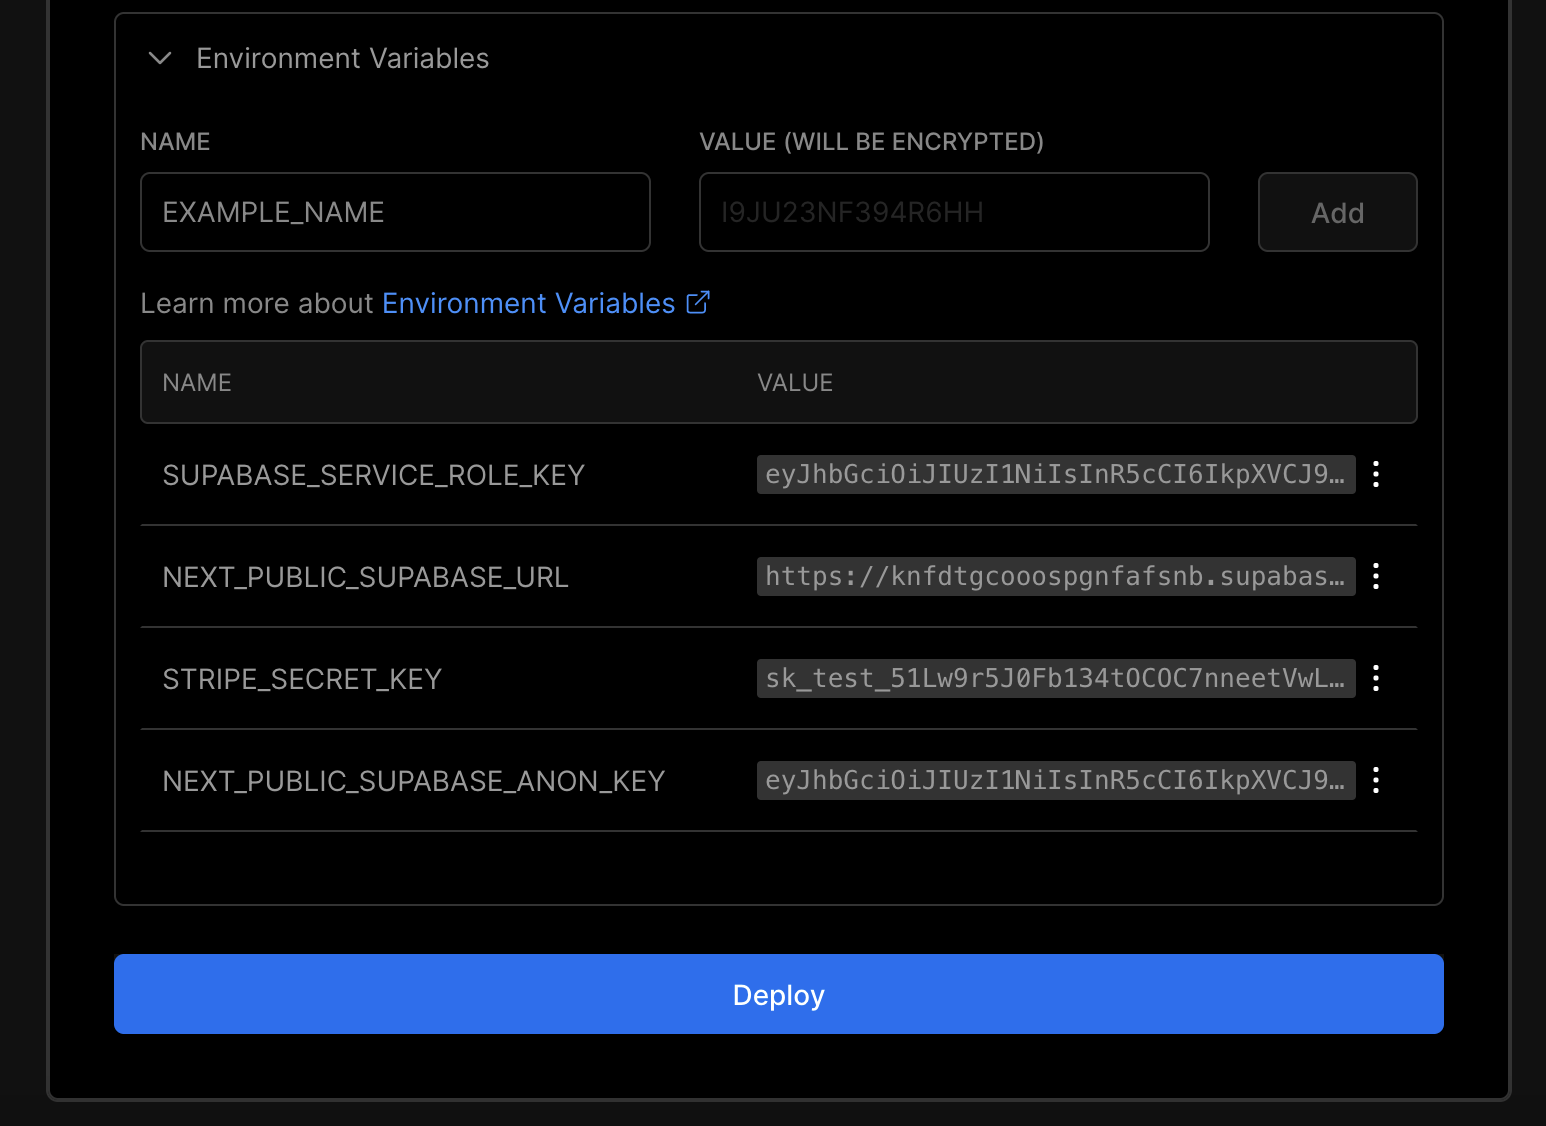 Environment Variables
NAME
VALUE (WILL BE ENCRYPTED)
EXAMPLE_NAME
I9JU23NF394R6HH
Add
Learn more about Environment Variables
NAME
VALUE
SUPABASE_SERVICE_ROLE_KEY
eyJhbGciOiJIUzI1NiIsInR5cCI6IkpXVCJ9…
NEXT_PUBLIC_SUPABASE_URL
https://knfdtgcooospgnfafsnb.supabas…
STRIPE_SECRET_KEY
sk_test_51Lw9r5J0Fb134tOCOC7nneetVwL…
NEXT_PUBLIC_SUPABASE_ANON_KEY
eyJhbGciOiJIUzI1NiIsInR5cCI6IkpXVCJ9…
Deploy